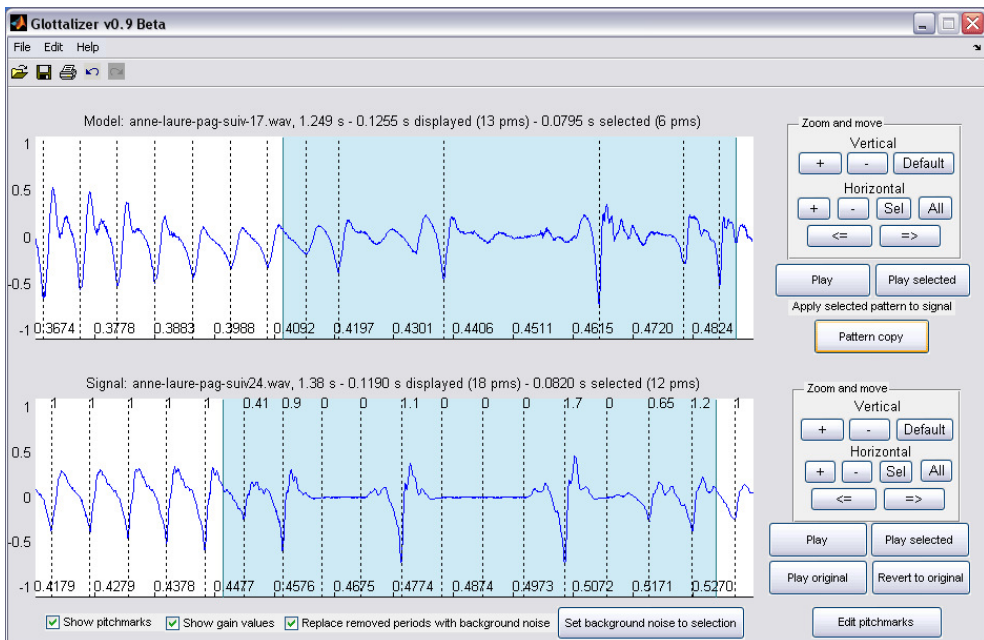 Glottalizer v0.9 Beta
File Edit Help
Model: anne-laure-pag-suiv-17.wav, 1.249 s - 0.1255 s displayed (13 pms) - 0.0795 s selected (6 pms)
1
0.5
0
-0.5
-1
0.3674 0.3778 0.3883 0.3988 0.4092 0.4197 0.4301 0.4406 0.4511 0.4615 0.4720 0.4824
Zoom and move
Vertical
+ - Default
Horizontal
+ - Sel All
<= =>
Play Play selected
Apply selected pattern to signal
Pattern copy
Signal: anne-laure-pag-suiv24.wav, 1.38 s - 0.1190 s displayed (18 pms) - 0.0820 s selected (12 pms)
1 1 1 1 1 0.41 0.9 0 0 1.1 0 0 0 1.7 0 0.65 1.2 1
1
0.5
0
-0.5
-1
0.4179 0.4279 0.4378 0.4477 0.4576 0.4675 0.4774 0.4874 0.4973 0.5072 0.5171 0.5270
Zoom and move
Vertical
+ - Default
Horizontal
+ - Sel All
<= =>
Play Play selected
Play original Revert to original
Show pitchmarks Show gain values Replace removed periods with background noise Set background noise to selection Edit pitchmarks